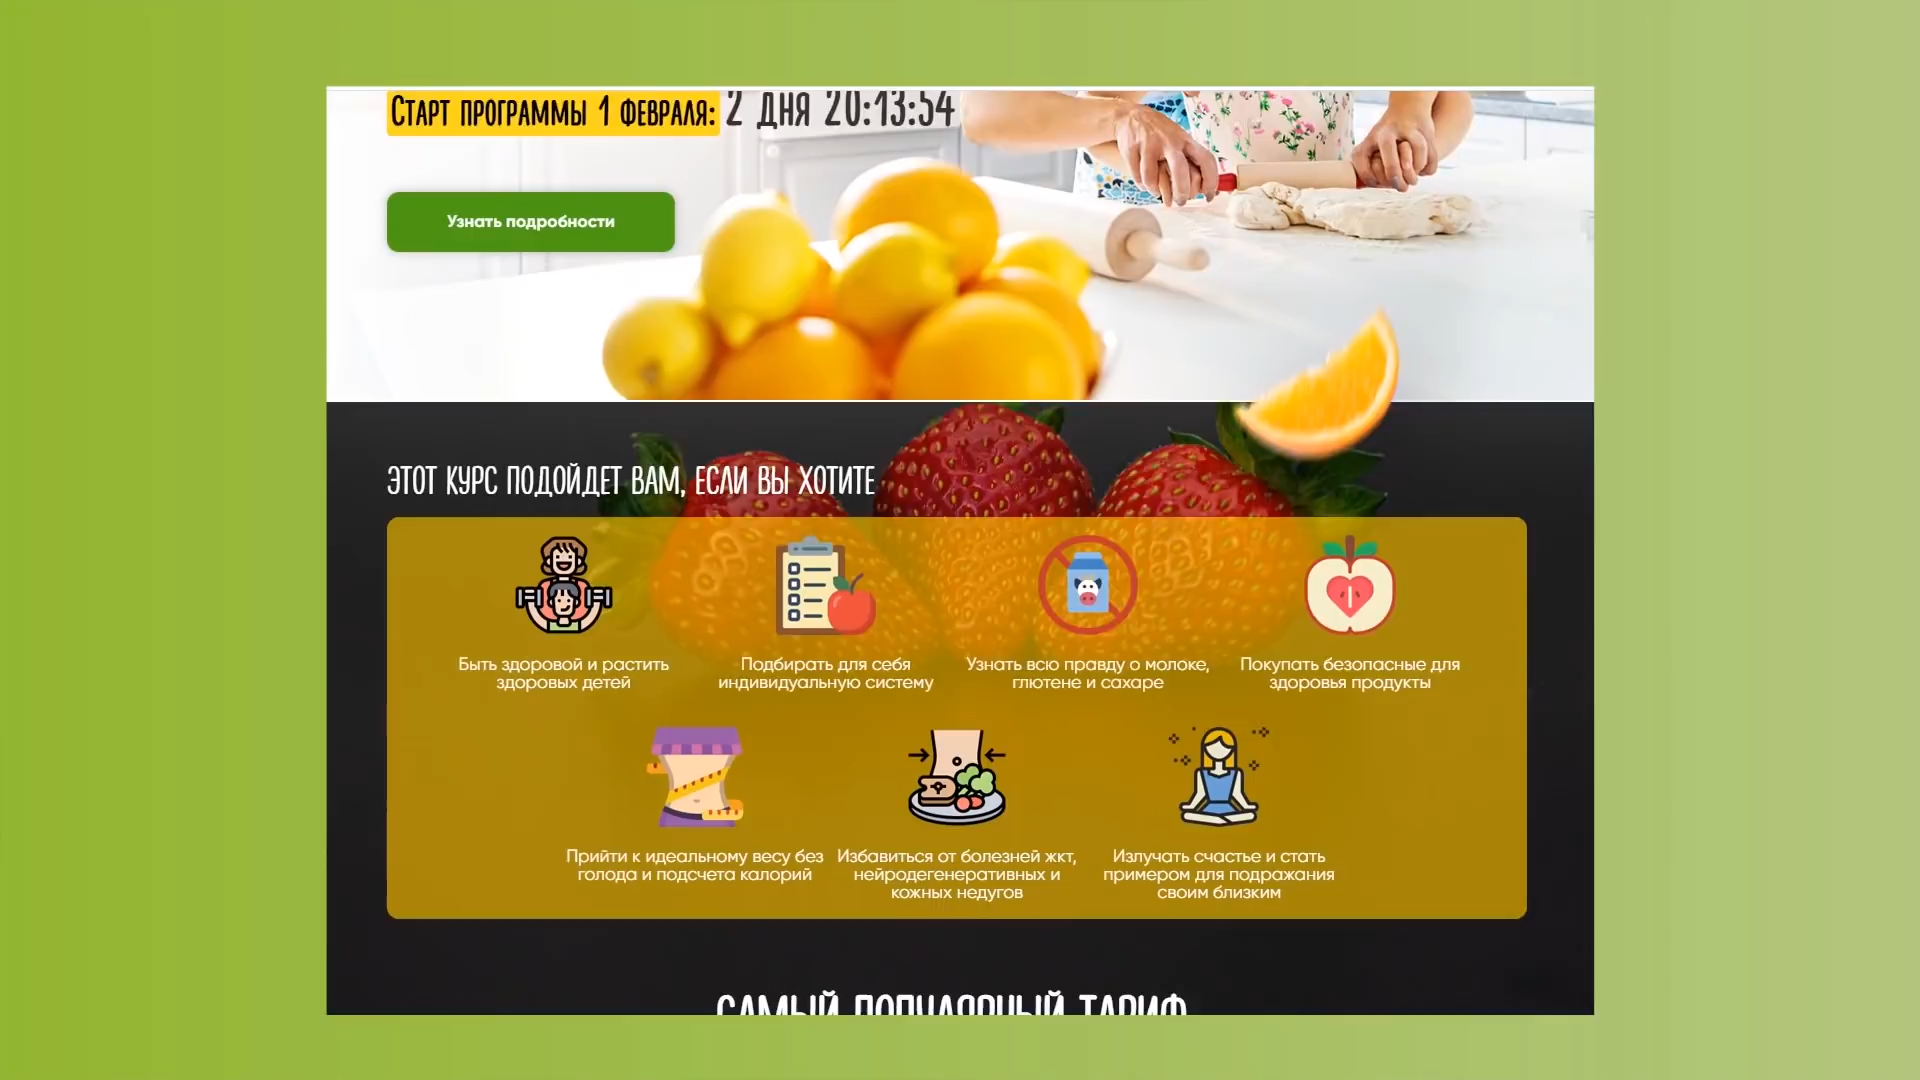 Старт программы 1 февраля: 2 дня 20:13:54
Узнать подробности
ЭТОТ КУРС ПОДОЙДЕТ ВАМ, ЕСЛИ ВЫ ХОТИТЕ
Быть здоровой и растить
здоровых детей
Подбирать для себя
индивидуальную систему
Узнать всю правду о молоке,
глютене и сахаре
Покупать безопасные для
здоровья продукты
Прийти к идеальному весу без
голода и подсчета калорий
Избавиться от болезней жкт,
нейродегенеративных и
кожных недугов
Излучать счастье и стать
примером для подражания
своим близким
САМЫЙ ПОПУЛЯРНЫЙ ТАРИФ